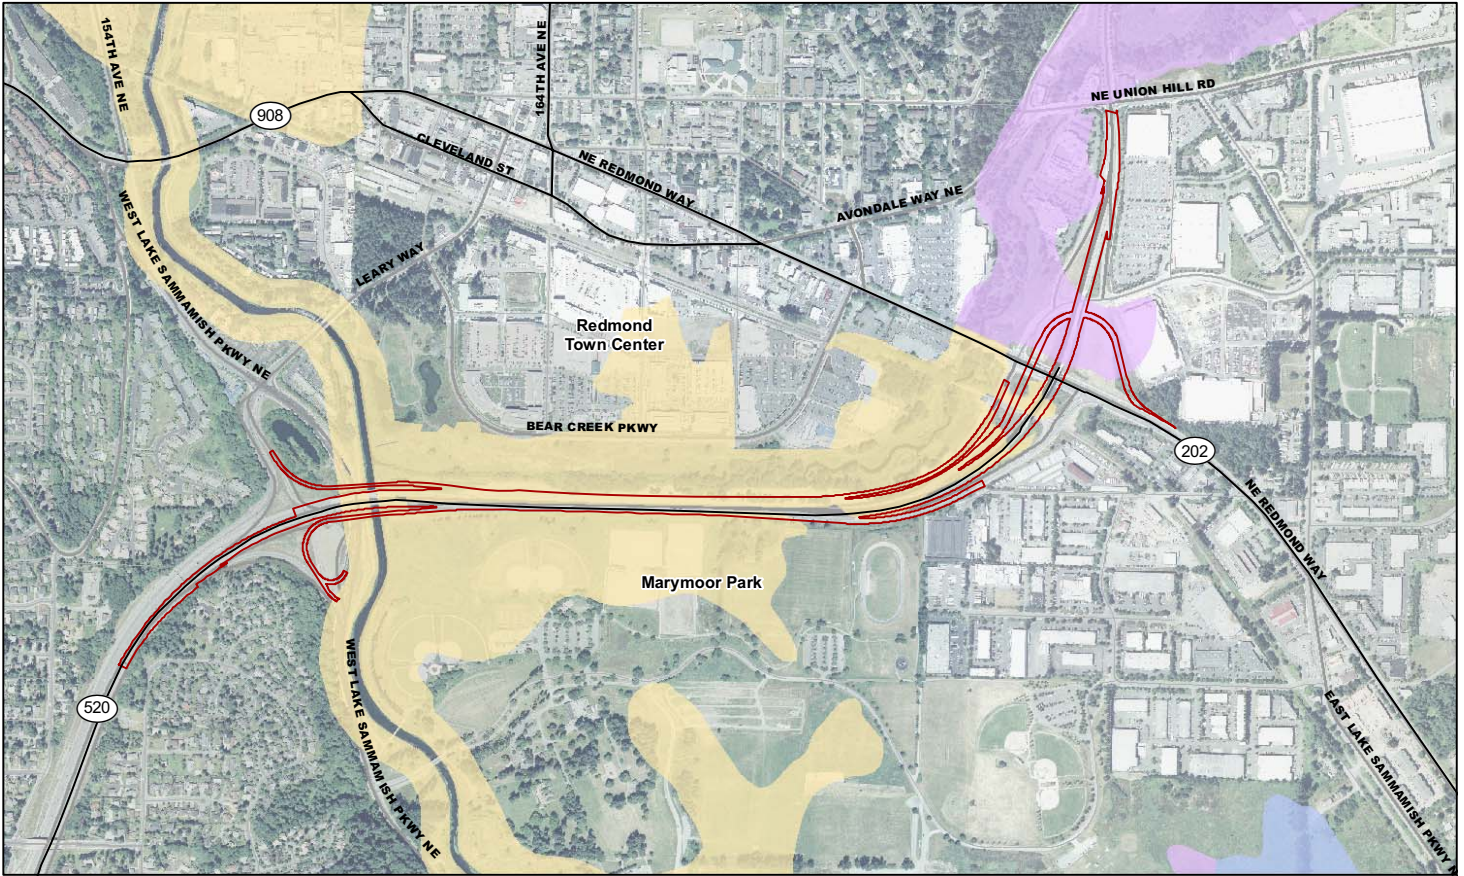 154TH AVE NE
164TH AVE NE
NE UNION HILL RD
908
CLEVELAND ST
NE REDMOND WAY
AVONDALE WAY NE
WEST LAKE SAMMAMISH PKWY NE
LEARY WAY
Redmond
Town Center
BEAR CREEK PKWY
202
NE REDMOND WAY
Marymoor Park
WEST LAKE SAMMAMISH PKWY NE
520
EAST LAKE SAMMAMISH PKWY N